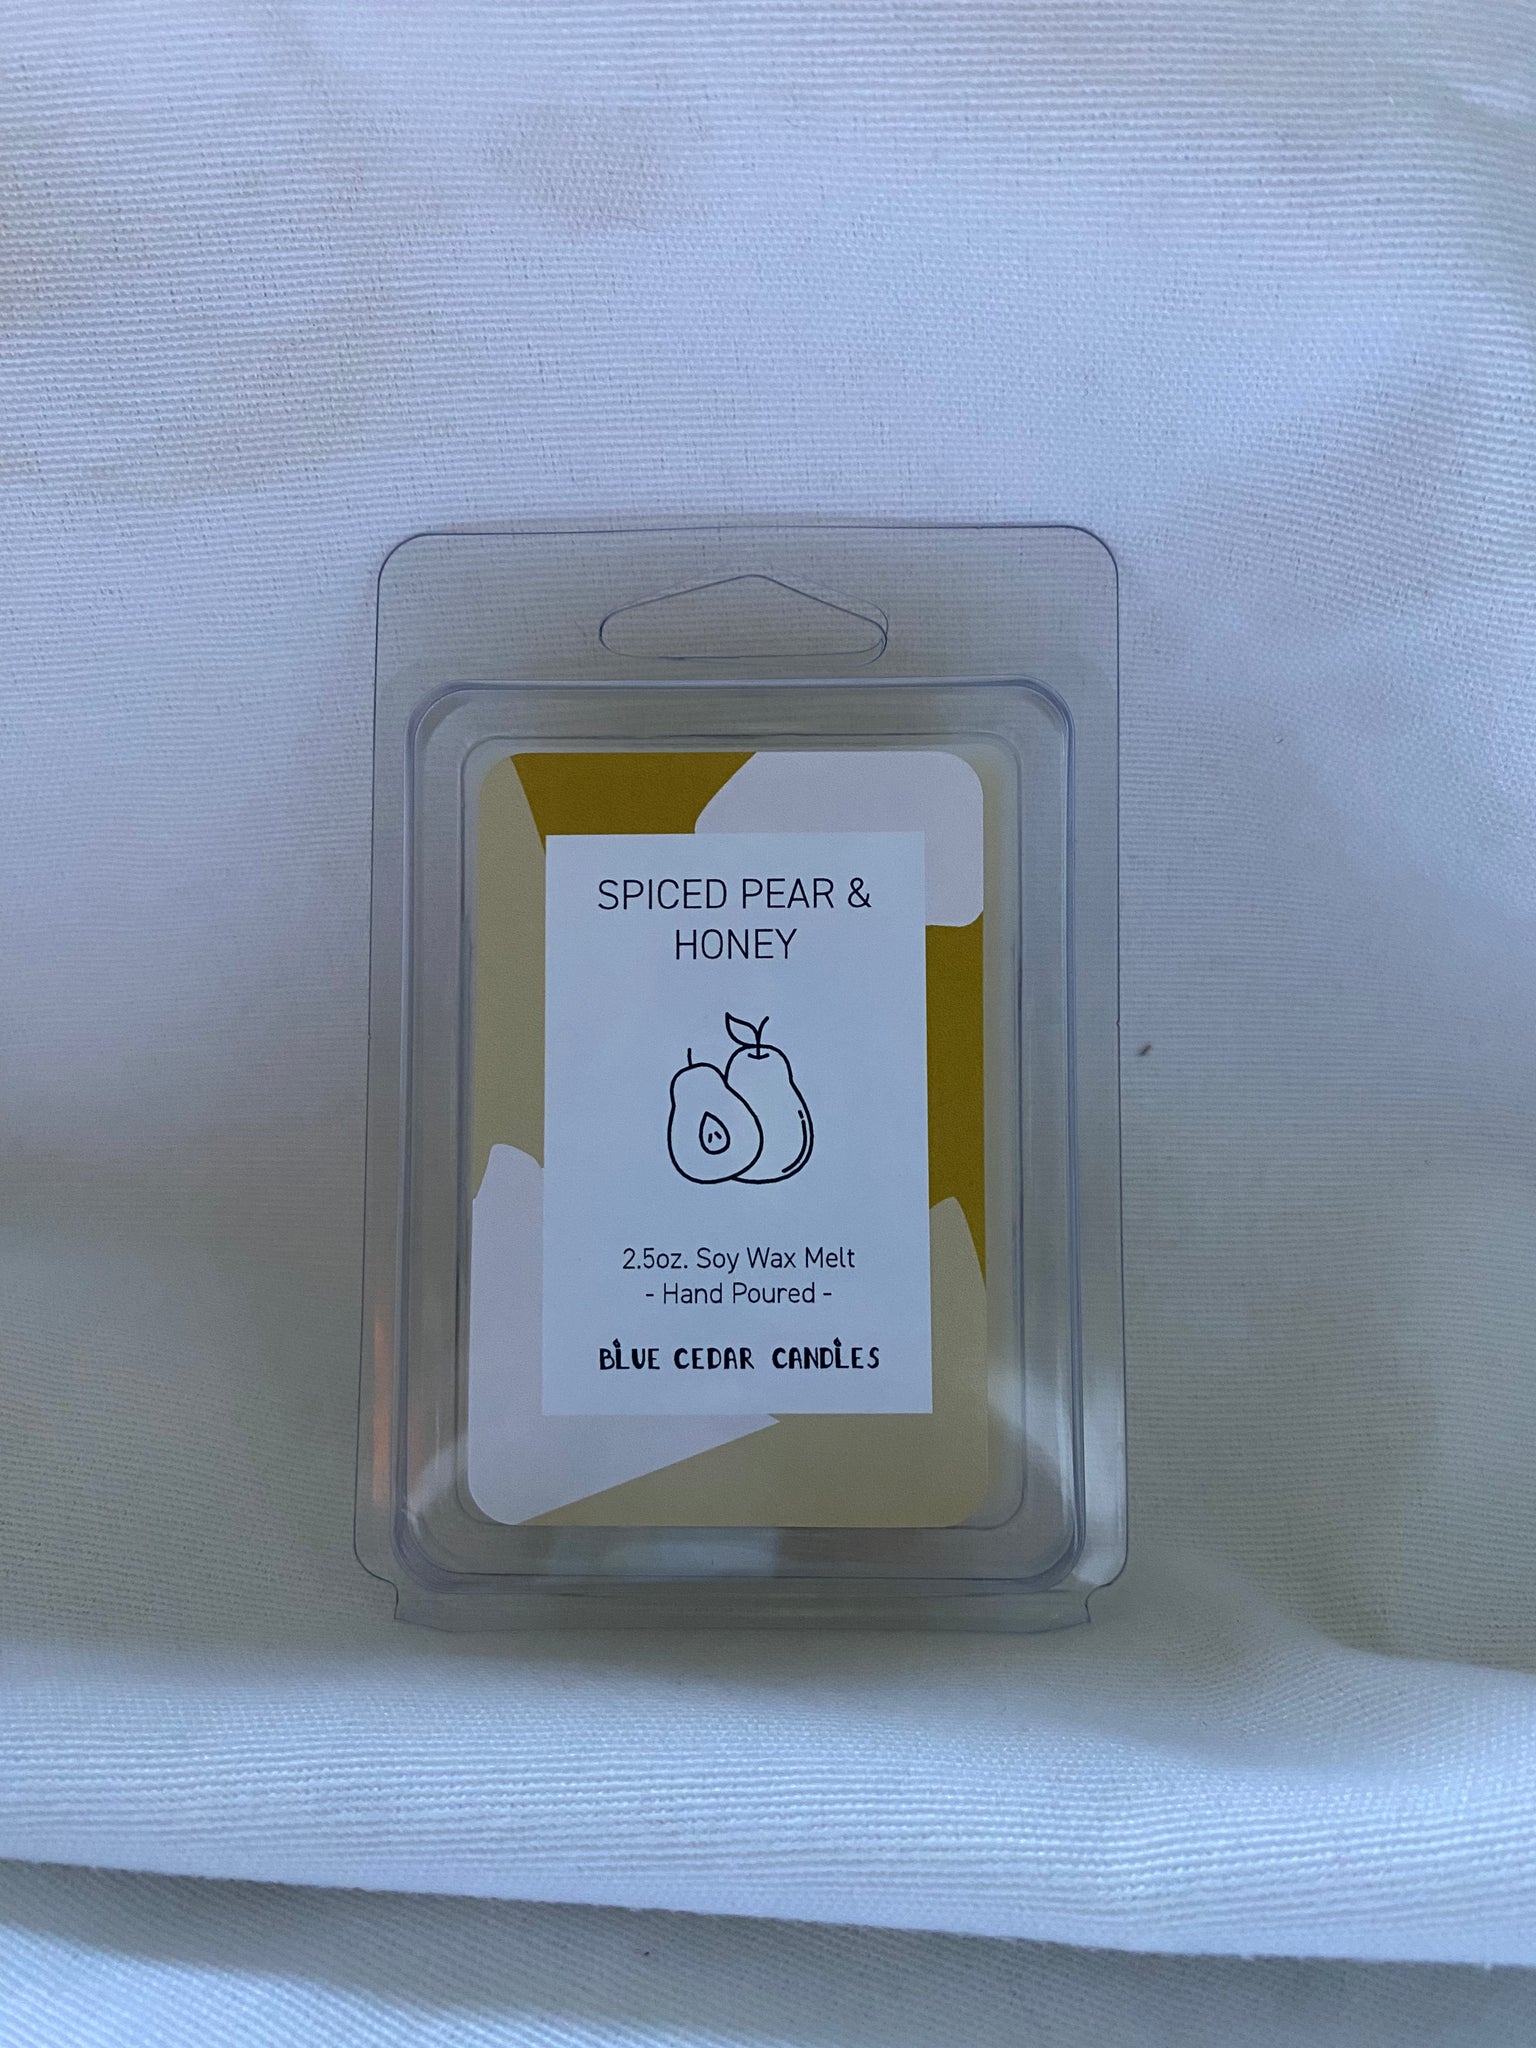 SPICED PEAR &
HONEY
2.5oz. Soy Wax Melt
- Hand Poured -
BLUE CEDAR CANDLES